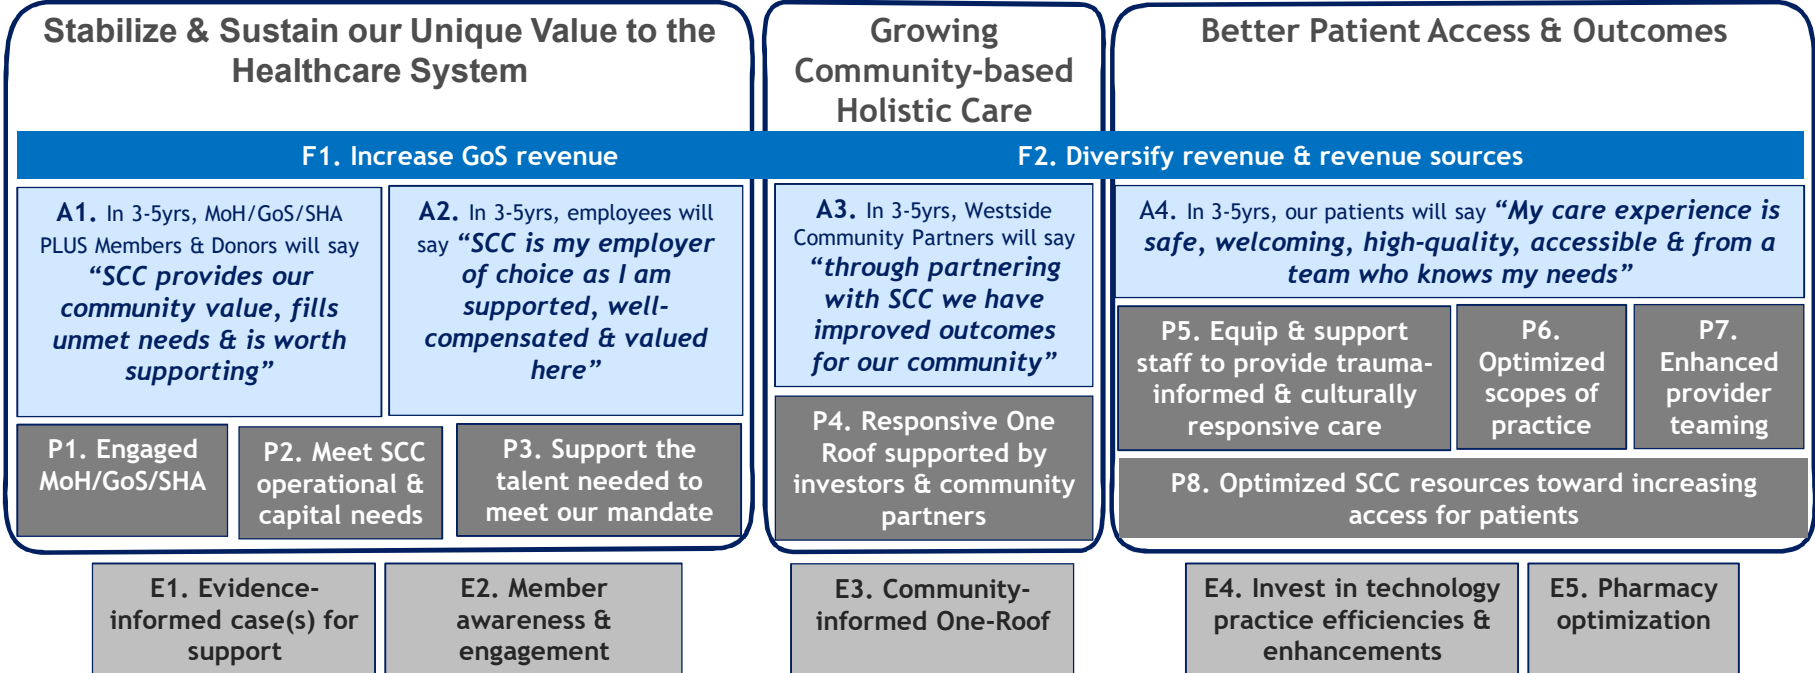 Stabilize & Sustain our Unique Value to the
Healthcare System
Growing
Community-based
Holistic Care
Better Patient Access & Outcomes
F1. Increase GoS revenue
F2. Diversify revenue & revenue sources
A1. In 3-5yrs, MoH/GoS/SHA
PLUS Members & Donors will say
“SCC provides our
community value, fills
unmet needs & is worth
supporting”
A2. In 3-5yrs, employees will
say “SCC is my employer
of choice as I am
supported, well-
compensated & valued
here”
A3. In 3-5yrs, Westside
Community Partners will say
“through partnering
with SCC we have
improved outcomes
for our community”
A4. In 3-5yrs, our patients will say “My care experience is
safe, welcoming, high-quality, accessible & from a
team who knows my needs”
P1. Engaged
MoH/GoS/SHA
P2. Meet SCC
operational &
capital needs
P3. Support the
talent needed to
meet our mandate
P4. Responsive One
Roof supported by
investors & community
partners
P5. Equip & support
staff to provide trauma-
informed & culturally
responsive care
P6.
Optimized
scopes of
practice
P7.
Enhanced
provider
teaming
P8. Optimized SCC resources toward increasing
access for patients
E1. Evidence-
informed case(s) for
support
E2. Member
awareness &
engagement
E3. Community-
informed One-Roof
E4. Invest in technology
practice efficiencies &
enhancements
E5. Pharmacy
optimization